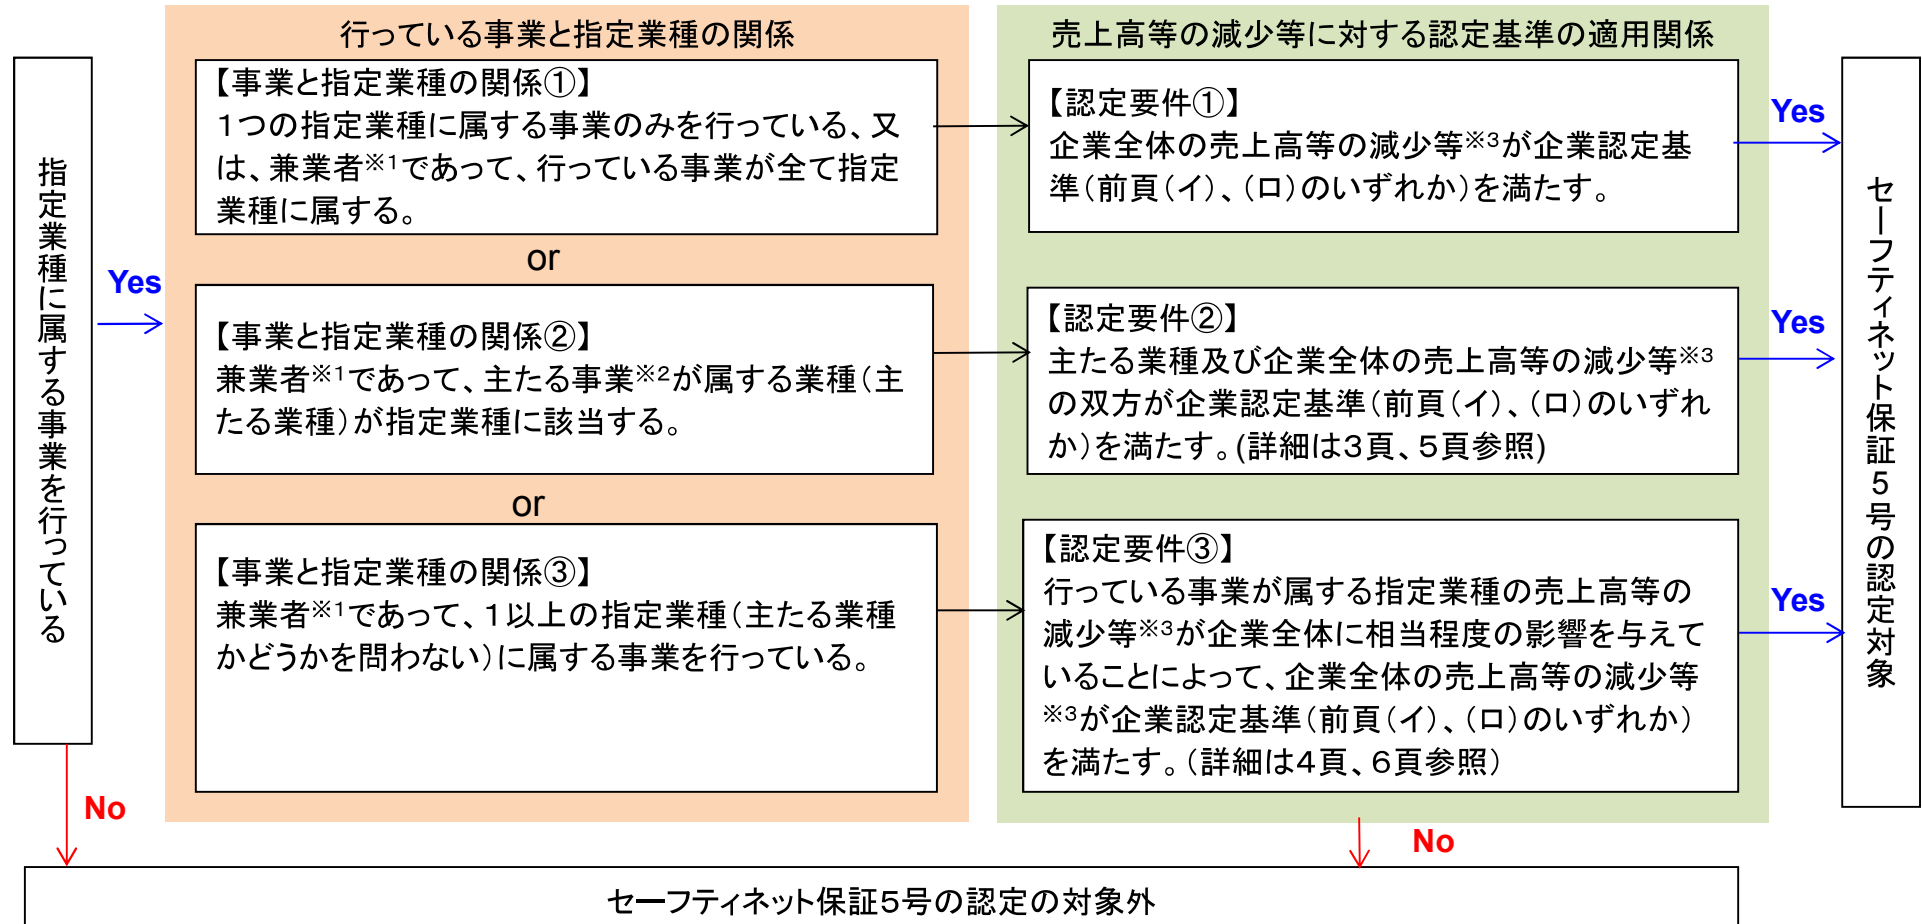 指定業種に属する事業を行っている
Yes
No
行っている事業と指定業種の関係
【事業と指定業種の関係①】
1つの指定業種に属する事業のみを行っている、又
は、兼業者※1であって、行っている事業が全て指定
業種に属する。
or
【事業と指定業種の関係②】
兼業者※1であって、主たる事業※2が属する業種(主
たる業種)が指定業種に該当する。
or
【事業と指定業種の関係③】
兼業者※1であって、1以上の指定業種(主たる業種
かどうかを問わない)に属する事業を行っている。
売上高等の減少等に対する認定基準の適用関係
【認定要件①】
企業全体の売上高等の減少等※3が企業認定基
準(前頁(イ)、(ロ)のいずれか)を満たす。
Yes
【認定要件②】
主たる業種及び企業全体の売上高等の減少等※3
の双方が企業認定基準(前頁(イ)、(ロ)のいずれ
か)を満たす。(詳細は3頁、5頁参照)
Yes
【認定要件③】
行っている事業が属する指定業種の売上高等の
減少等※3が企業全体に相当程度の影響を与えて
いることによって、企業全体の売上高等の減少等
※3が企業認定基準(前頁(イ)、(ロ)のいずれか)
を満たす。(詳細は4頁、6頁参照)
Yes
No
セーフティネット保証5号の認定対象
セーフティネット保証5号の認定の対象外